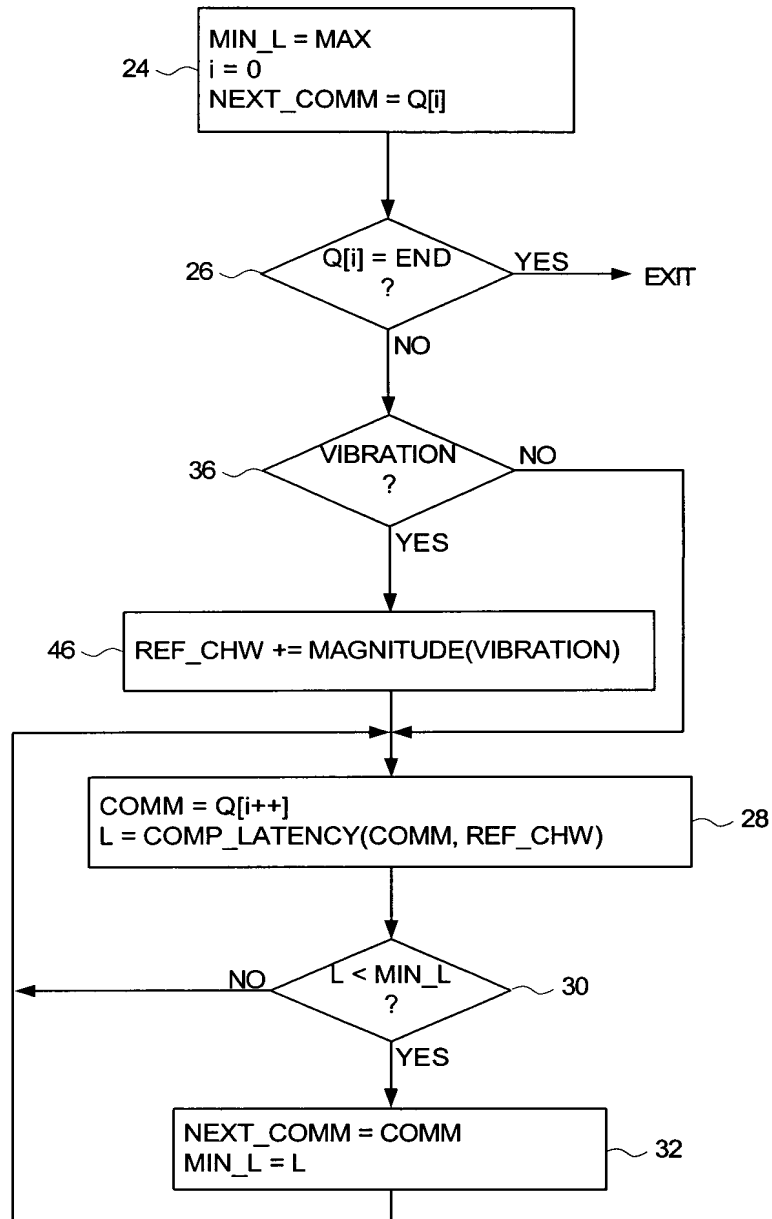 24
MIN_L = MAX
i = 0
NEXT_COMM = Q[i]
26
Q[i] = END
?
YES
EXIT
NO
36
VIBRATION
?
NO
YES
46
REF_CHW += MAGNITUDE(VIBRATION)
COMM = Q[i++]
L = COMP_LATENCY(COMM, REF_CHW)
28
NO
L < MIN_L
?
30
YES
NEXT_COMM = COMM
MIN_L = L
32